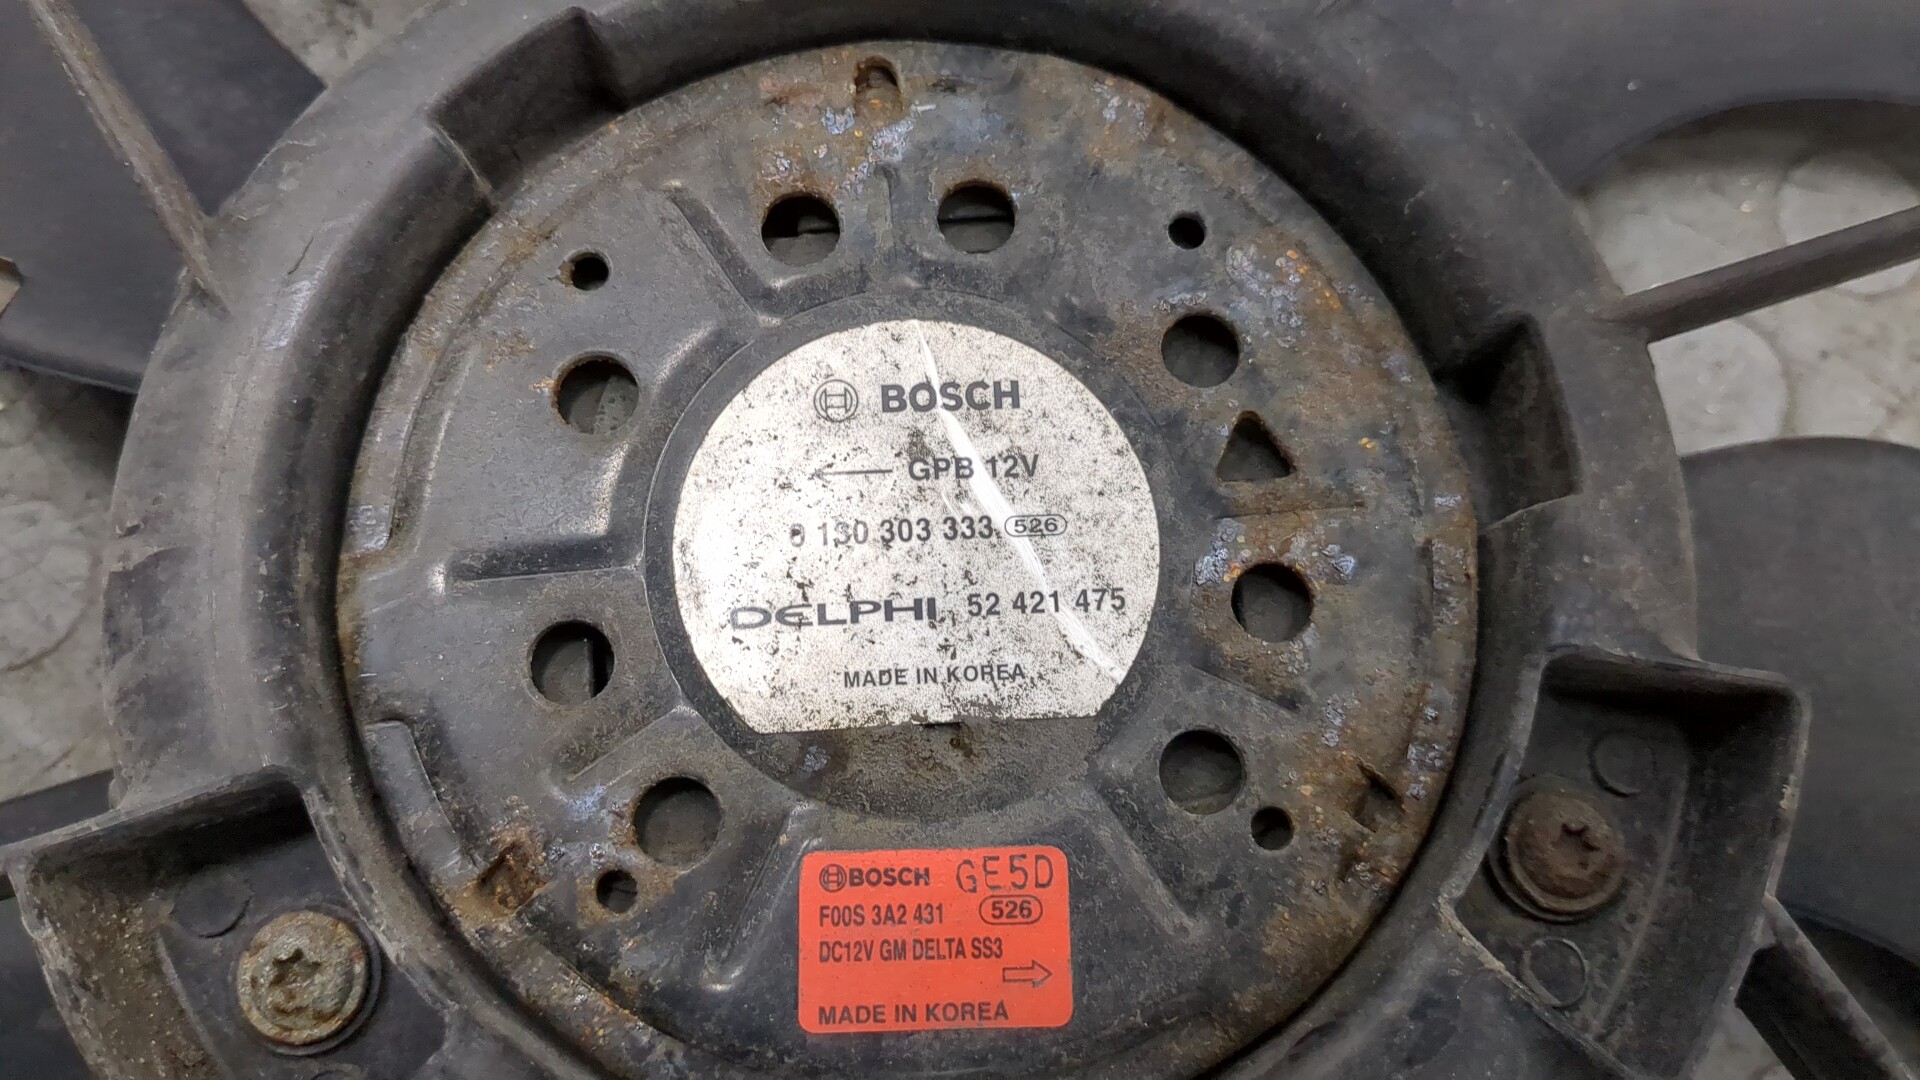 BOSCH
GPB 12V
0 130 303 333 526
DELPHI 52 421 475
MADE IN KOREA
BOSCH GE5D
F00S 3A2 431 526
DC12V GM DELTA SS3
MADE IN KOREA